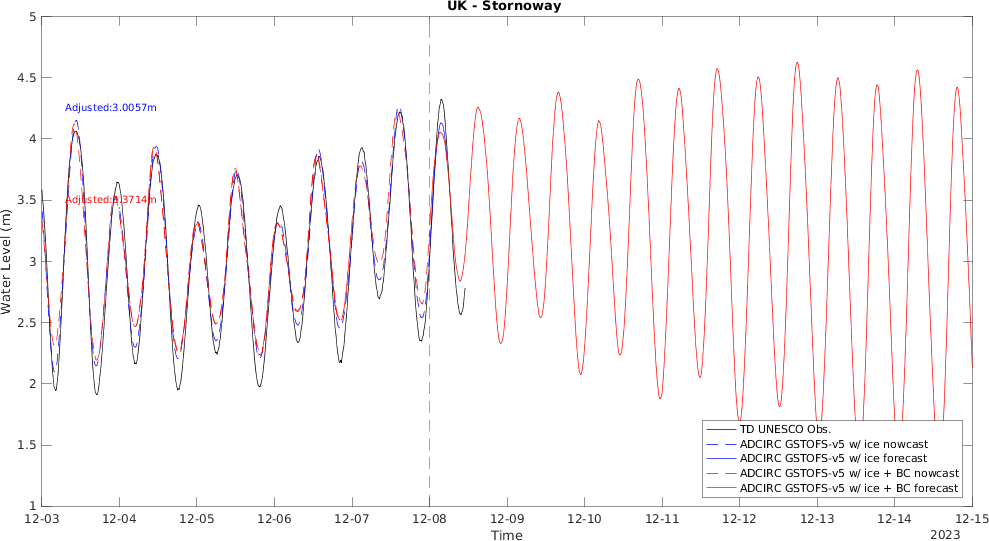 UK - Stornoway
5
4.5
4
3.5
3
2.5
2
1.5
1
Water Level (m)
Adjusted:3.0057m
Adjusted:3.3714m
TD UNESCO Obs.
ADCIRC GSTOFS-v5 w/ ice nowcast
ADCIRC GSTOFS-v5 w/ ice forecast
ADCIRC GSTOFS-v5 w/ ice + BC nowcast
ADCIRC GSTOFS-v5 w/ ice + BC forecast
12-03 12-04 12-05 12-06 12-07 12-08 12-09 12-10 12-11 12-12 12-13 12-14 12-15
Time
2023